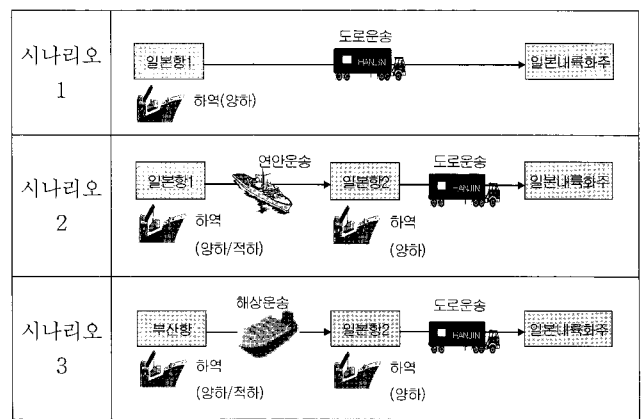 시나리오
1
도로운송
일본항1
HANJIN
일본내륙화주
하역(양하)
시나리오
2
연안운송
도로운송
일본항1
일본항2
HANJIN
일본내륙화주
하역
(양하/적하)
하역
(양하)
시나리오
3
해상운송
도로운송
부산항
일본항2
HANJIN
일본내륙화주
하역
(양하/적하)
하역
(양하)